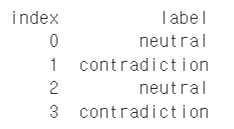 index label
0 neutral
1 contradiction
2 neutral
3 contradiction